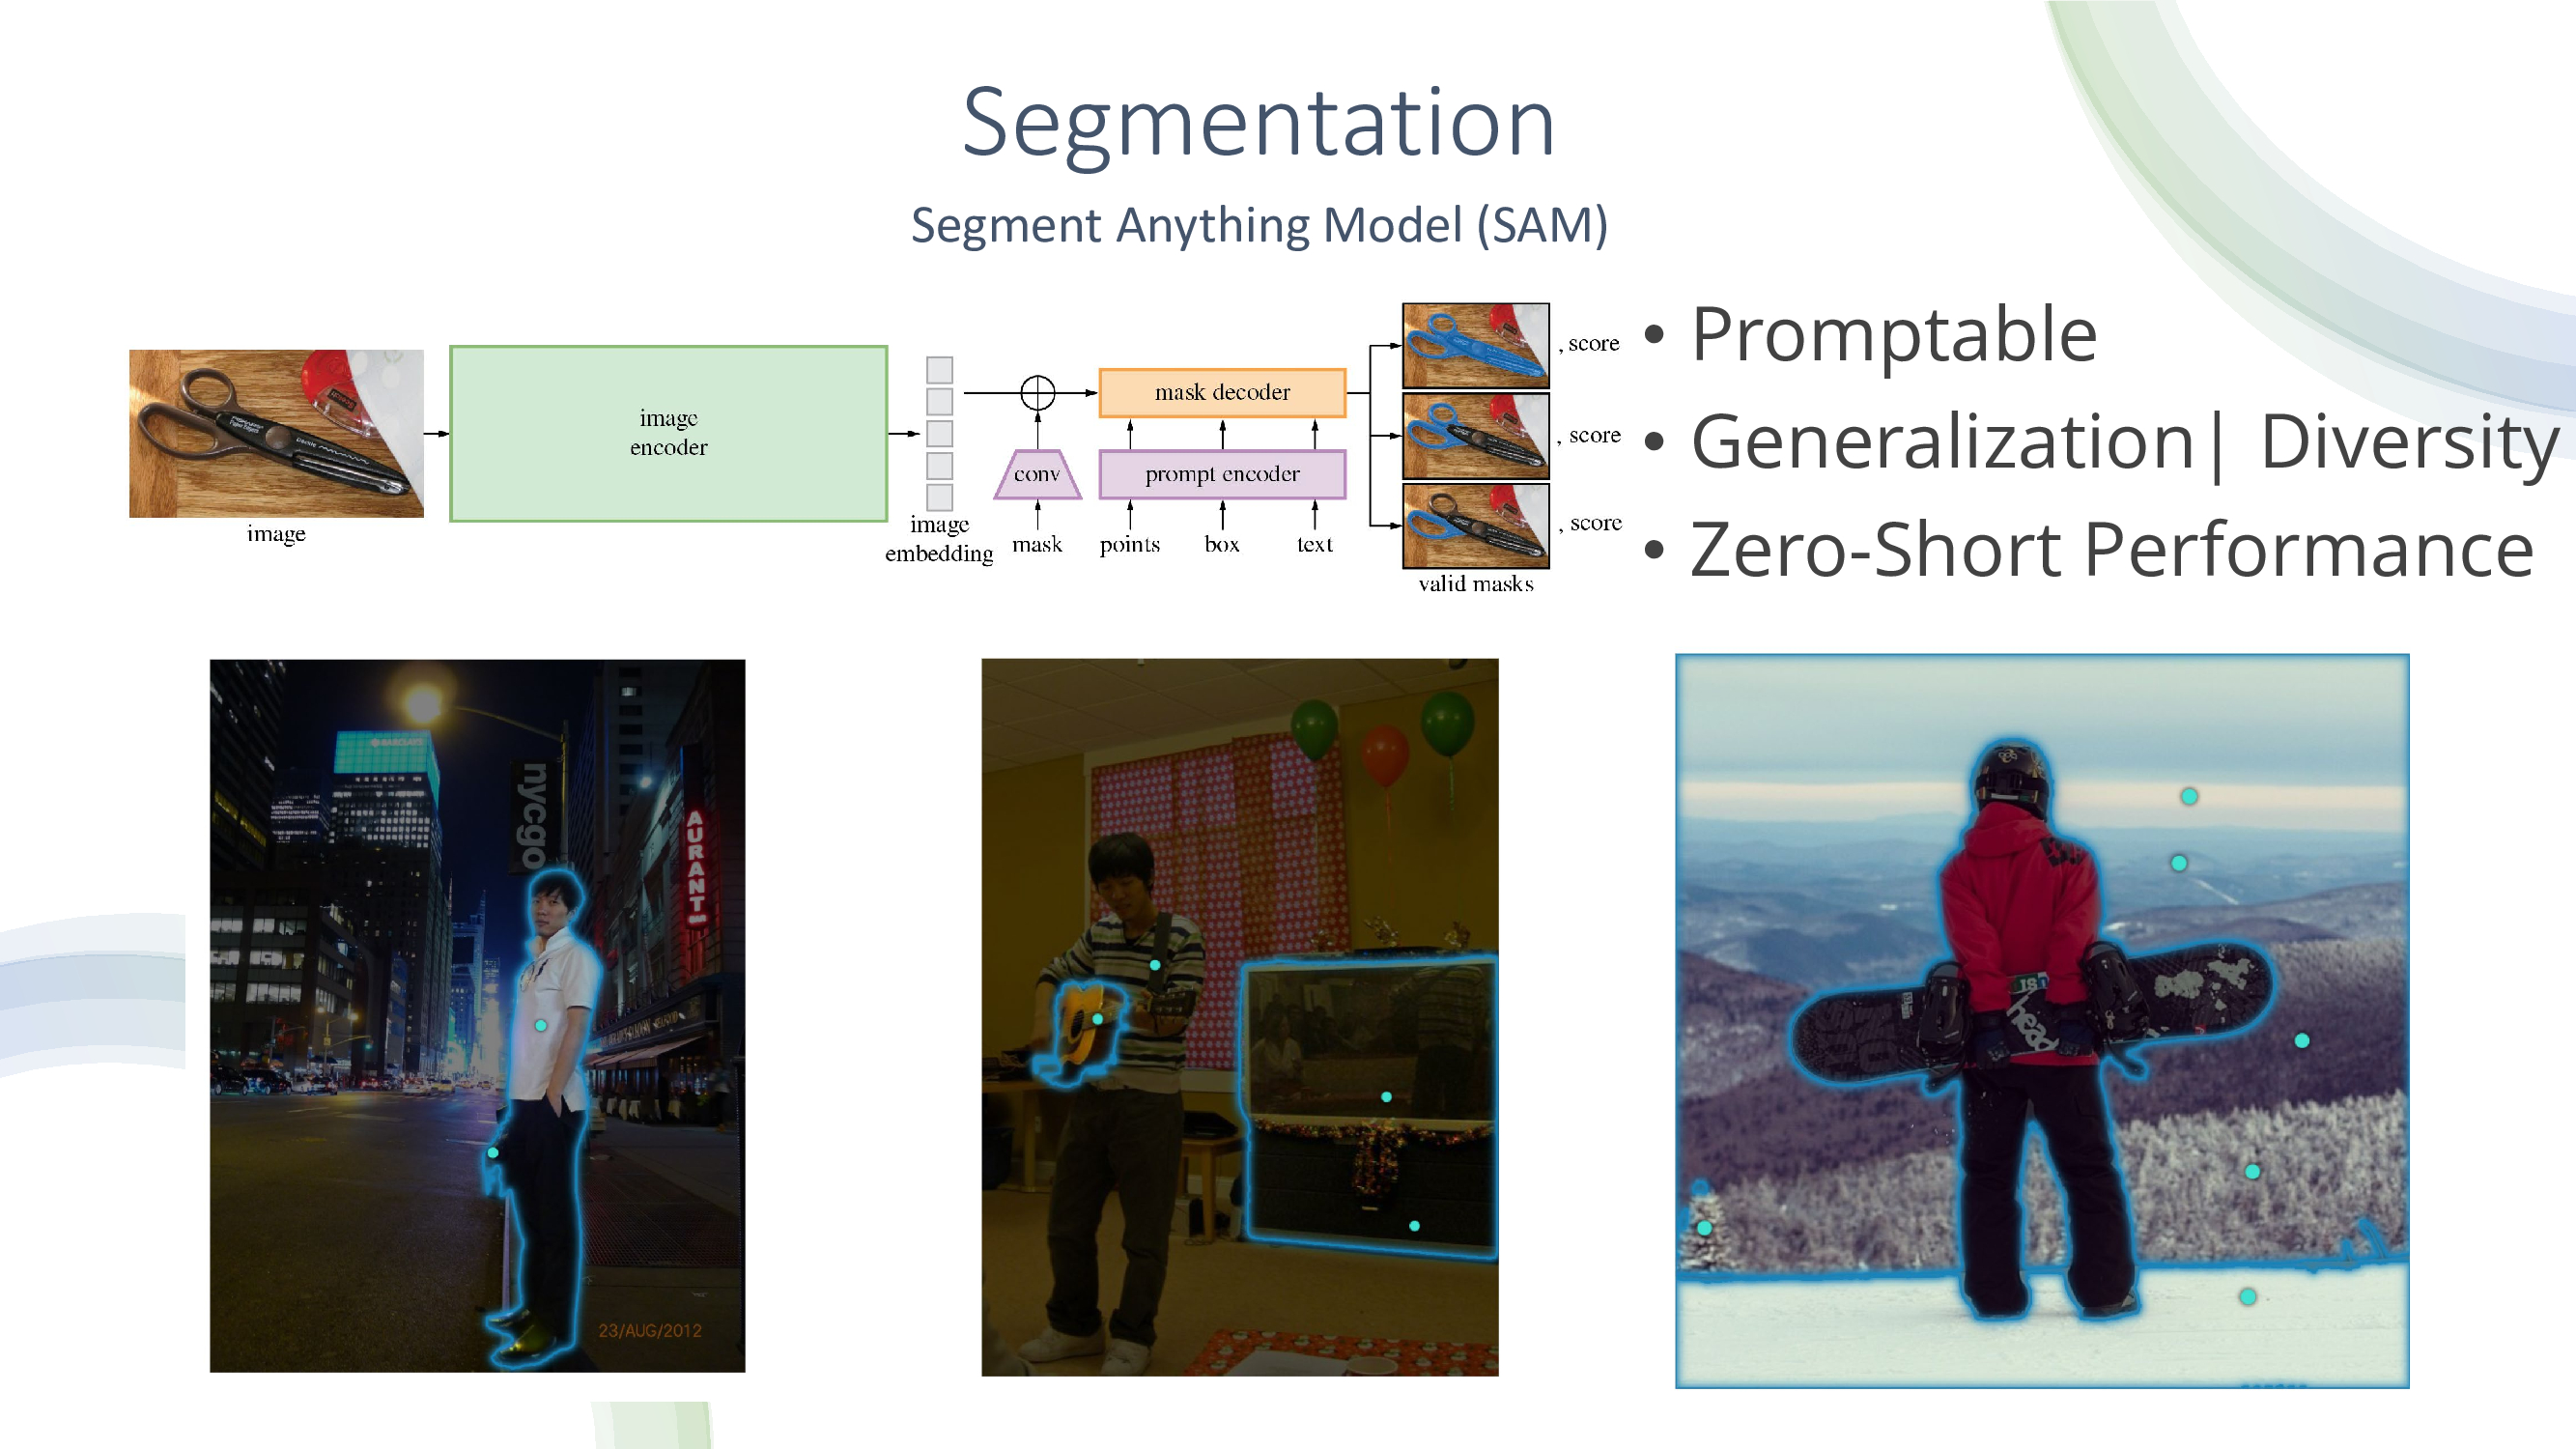 Segmentation
Segment Anything Model (SAM)
image
image
encoder
image
embedding
conv
mask
mask decoder
prompt encoder
points box text
, score
, score
, score
valid masks
• Promptable
• Generalization| Diversity
• Zero-Short Performance
BARCLAYS
nycgo
AURANT
23/AUG/2012
head